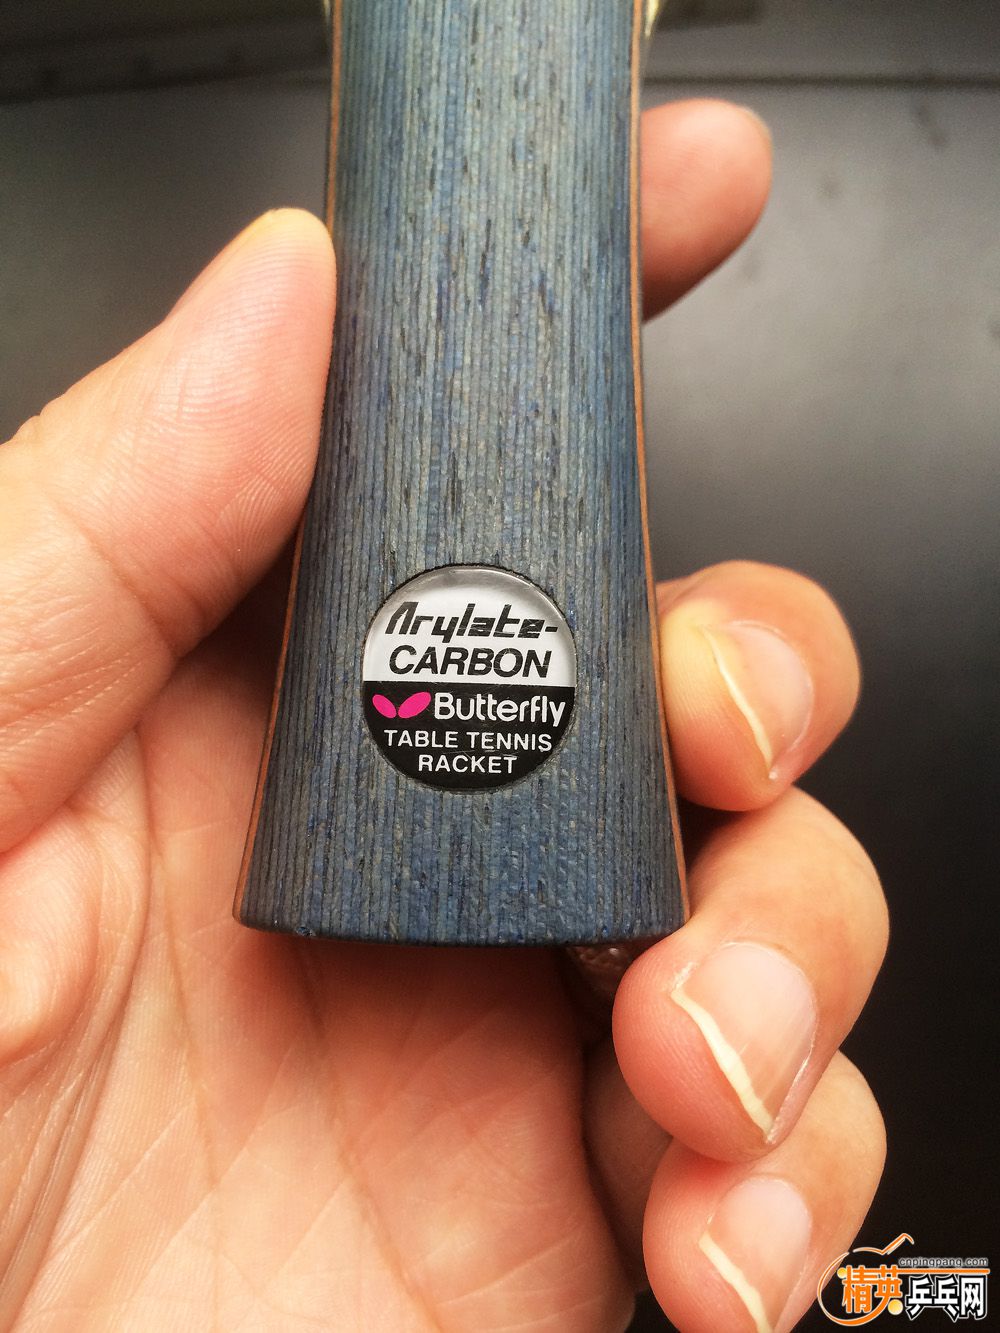 Arylate-
CARBON
Butterfly
TABLE TENNIS
RACKET
cnpingpang.com
精英乒乓网